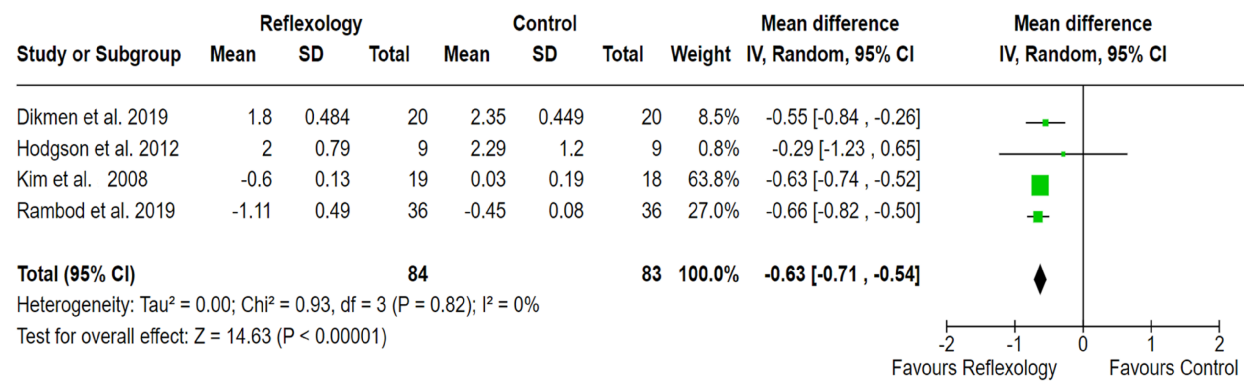 Reflexology Control Mean difference Mean difference
Study or Subgroup Mean SD Total Mean SD Total Weight IV, Random, 95% CI IV, Random, 95% CI
Dikmen et al. 2019 1.8 0.484 20 2.35 0.449 20 8.5% -0.55 [-0.84 , -0.26]
Hodgson et al. 2012 2 0.79 9 2.29 1.2 9 0.8% -0.29 [-1.23 , 0.65]
Kim et al. 2008 -0.6 0.13 19 0.03 0.19 18 63.8% -0.63 [-0.74 , -0.52]
Rambod et al. 2019 -1.11 0.49 36 -0.45 0.08 36 27.0% -0.66 [-0.82 , -0.50]
Total (95% CI) 84 83 100.0% -0.63 [-0.71 , -0.54]
Heterogeneity: Tau² = 0.00; Chi² = 0.93, df = 3 (P = 0.82); I² = 0%
Test for overall effect: Z = 14.63 (P < 0.00001)
-2 -1 0 1 2
Favours Reflexology Favours Control